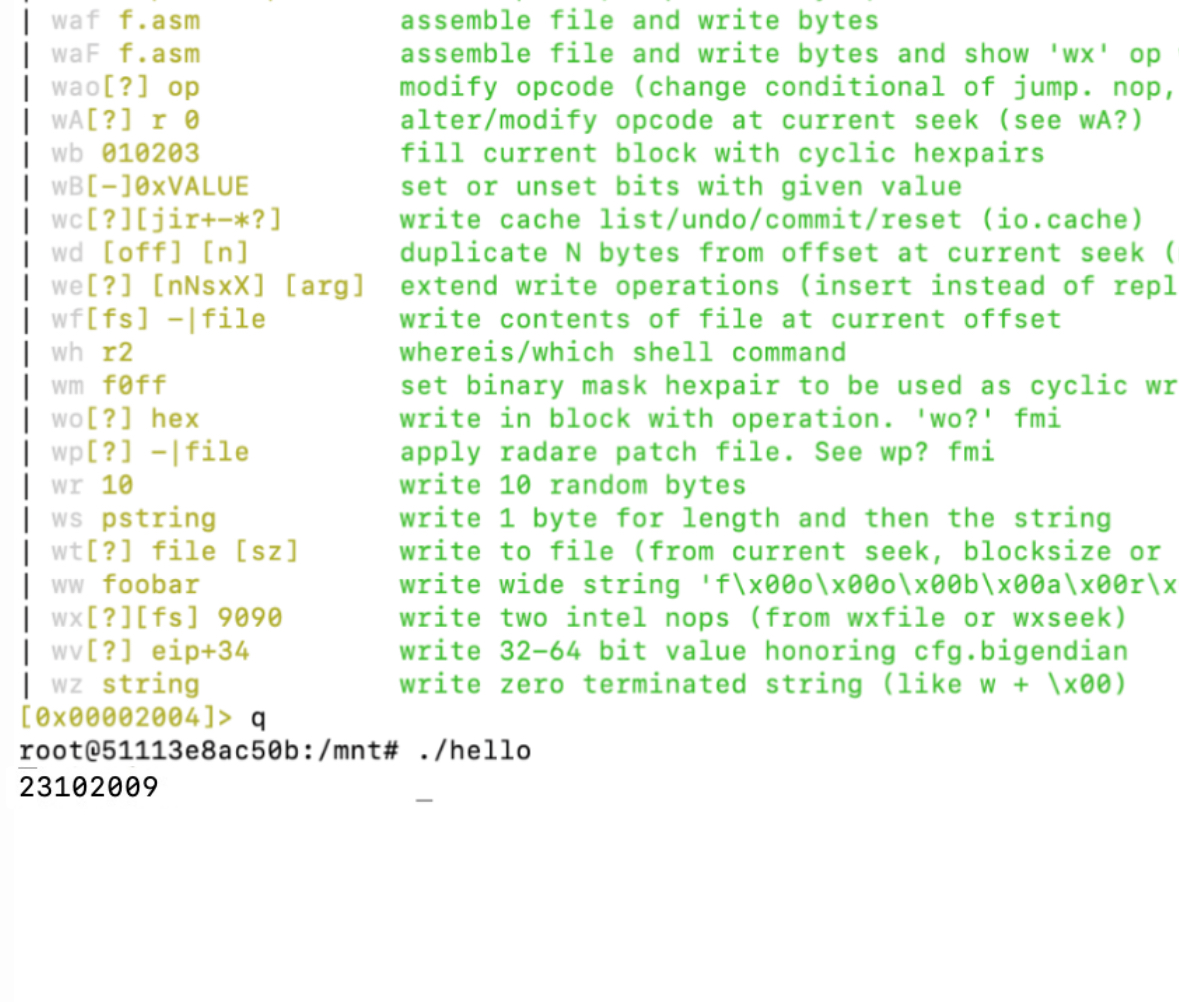 | waf f.asm assemble file and write bytes
| waF f.asm assemble file and write bytes and show 'wx' op
| wao[?] op modify opcode (change conditional of jump. nop,
| wA[?] r 0 alter/modify opcode at current seek (see wA?)
| wb 010203 fill current block with cyclic hexpairs
| wB[-]0xVALUE set or unset bits with given value
| wc[?][jir+-*?] write cache list/undo/commit/reset (io.cache)
| wd [off] [n] duplicate N bytes from offset at current seek (
| we[?] [nNsxX] [arg] extend write operations (insert instead of repl
| wf[fs] -|file write contents of file at current offset
| wh r2 whereis/which shell command
| wm f0ff set binary mask hexpair to be used as cyclic wr
| wo[?] hex write in block with operation. 'wo?' fmi
| wp[?] -|file apply radare patch file. See wp? fmi
| wr 10 write 10 random bytes
| ws pstring write 1 byte for length and then the string
| wt[?] file [sz] write to file (from current seek, blocksize or
| ww foobar write wide string 'f\x00o\x00o\x00b\x00a\x00r\x
| wx[?][fs] 9090 write two intel nops (from wxfile or wxseek)
| wv[?] eip+34 write 32-64 bit value honoring cfg.bigendian
| wz string write zero terminated string (like w + \x00)
[0x00002004]> q
root@51113e8ac50b:/mnt# ./hello
23102009